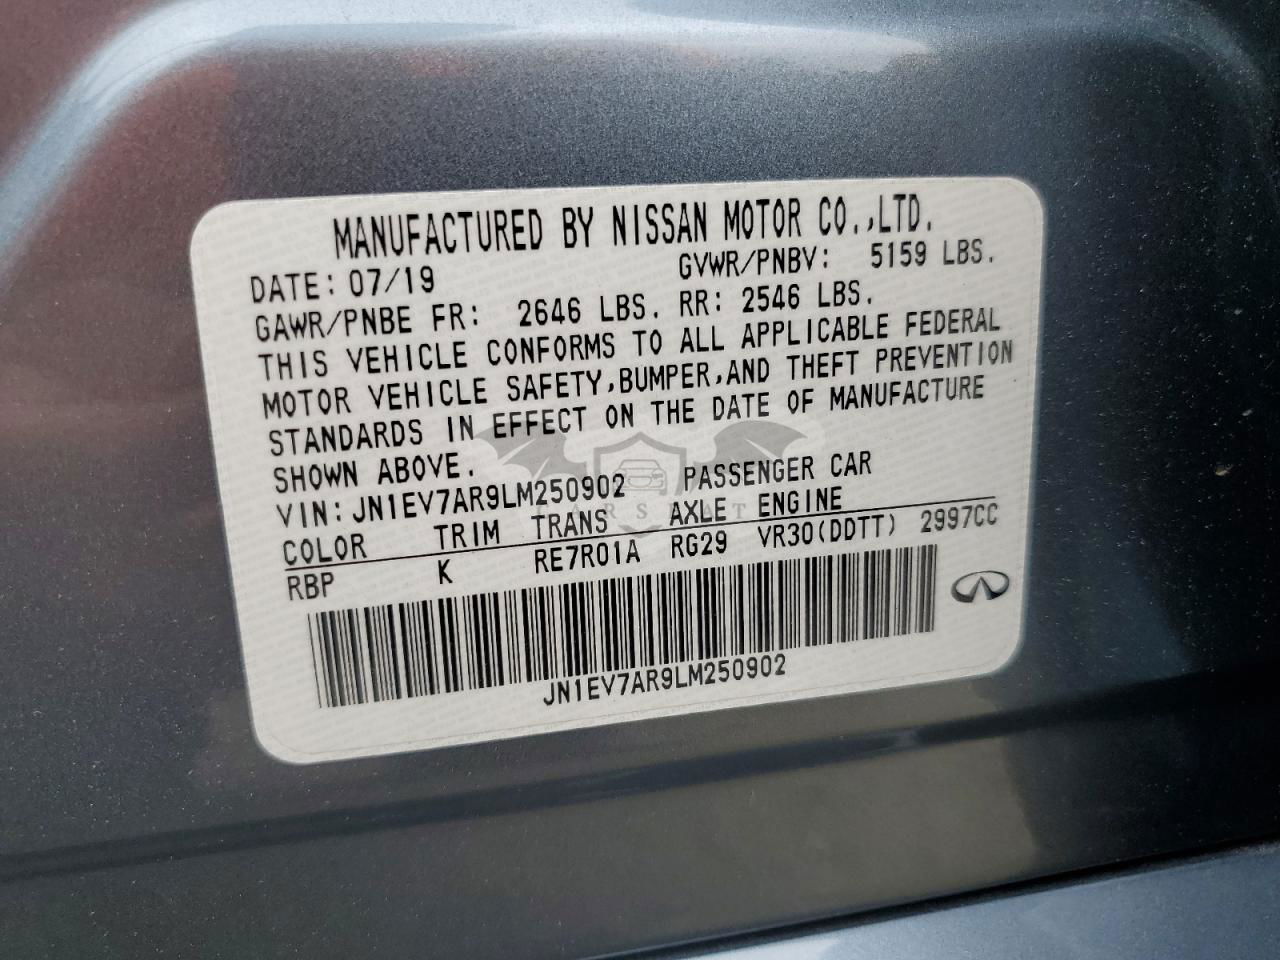 MANUFACTURED BY NISSAN MOTOR CO.,LTD.
DATE: 07/19 GVWR/PNBV: 5159 LBS.
GAWR/PNBE FR: 2646 LBS. RR: 2546 LBS.
THIS VEHICLE CONFORMS TO ALL APPLICABLE FEDERAL
MOTOR VEHICLE SAFETY,BUMPER,AND THEFT PREVENTION
STANDARDS IN EFFECT ON THE DATE OF MANUFACTURE
SHOWN ABOVE.
VIN: JN1EV7AR9LM250902 PASSENGER CAR
COLOR TRIM TRANS AXLE ENGINE
RBP K RE7R01A RG29 VR30(DDTT) 2997CC
JN1EV7AR9LM250902